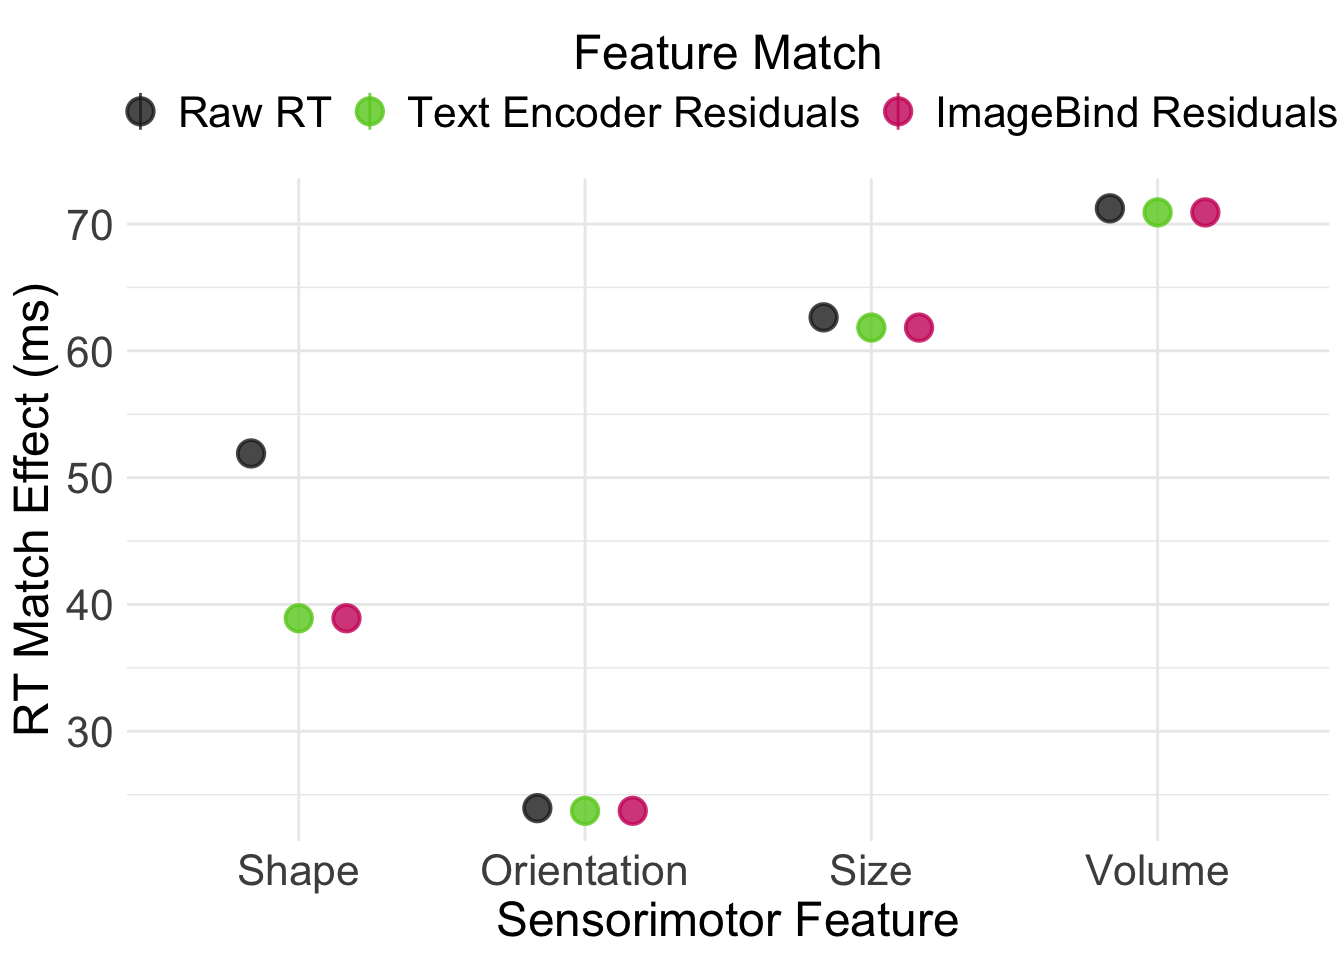 Feature Match
Raw RT Text Encoder Residuals ImageBind Residuals
RT Match Effect (ms)
70
60
50
40
30
Shape Orientation Size Volume
Sensorimotor Feature